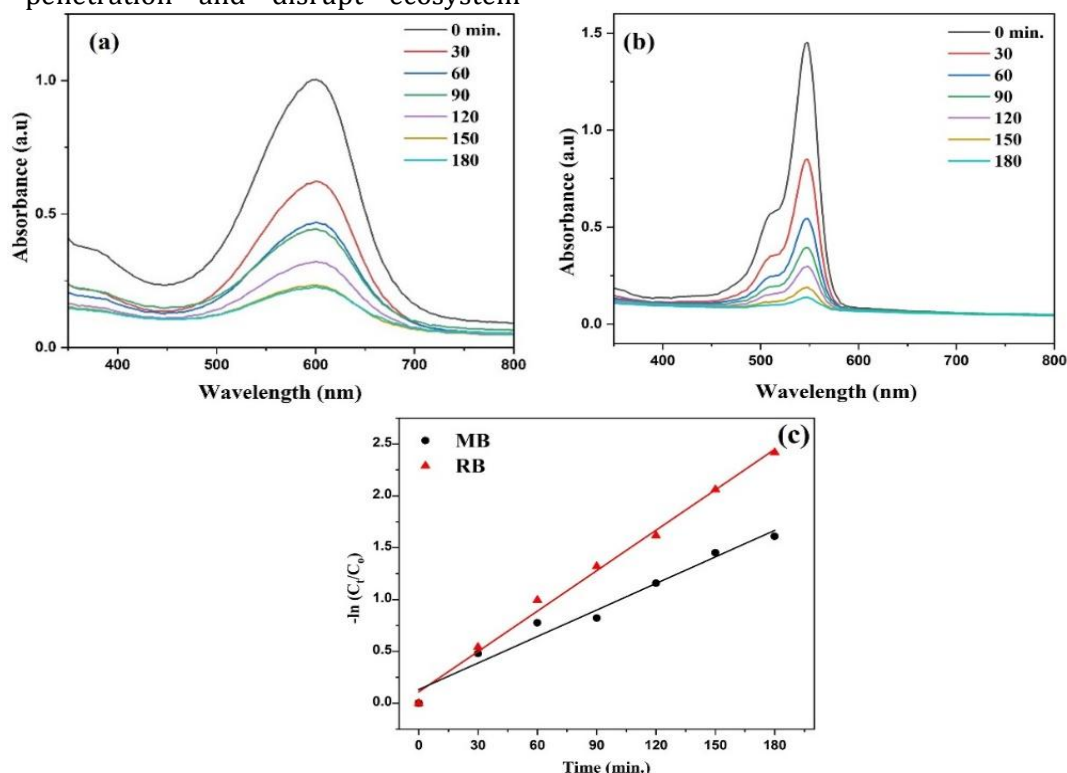 penetration and disrupt ecosystem
(a)
0 min.
30
60
90
120
150
180
1.0
0.5
0.0
Absorbance (a.u)
400 500 600 700 800
Wavelength (nm)
(b)
0 min.
30
60
90
120
150
180
1.5
1.0
0.5
0.0
Absorbance (a.u)
400 500 600 700 800
Wavelength (nm)
(c)
MB
RB
2.5
2.0
1.5
1.0
0.5
0.0
-ln (Ct/Co)
0 30 60 90 120 150 180
Time (min.)